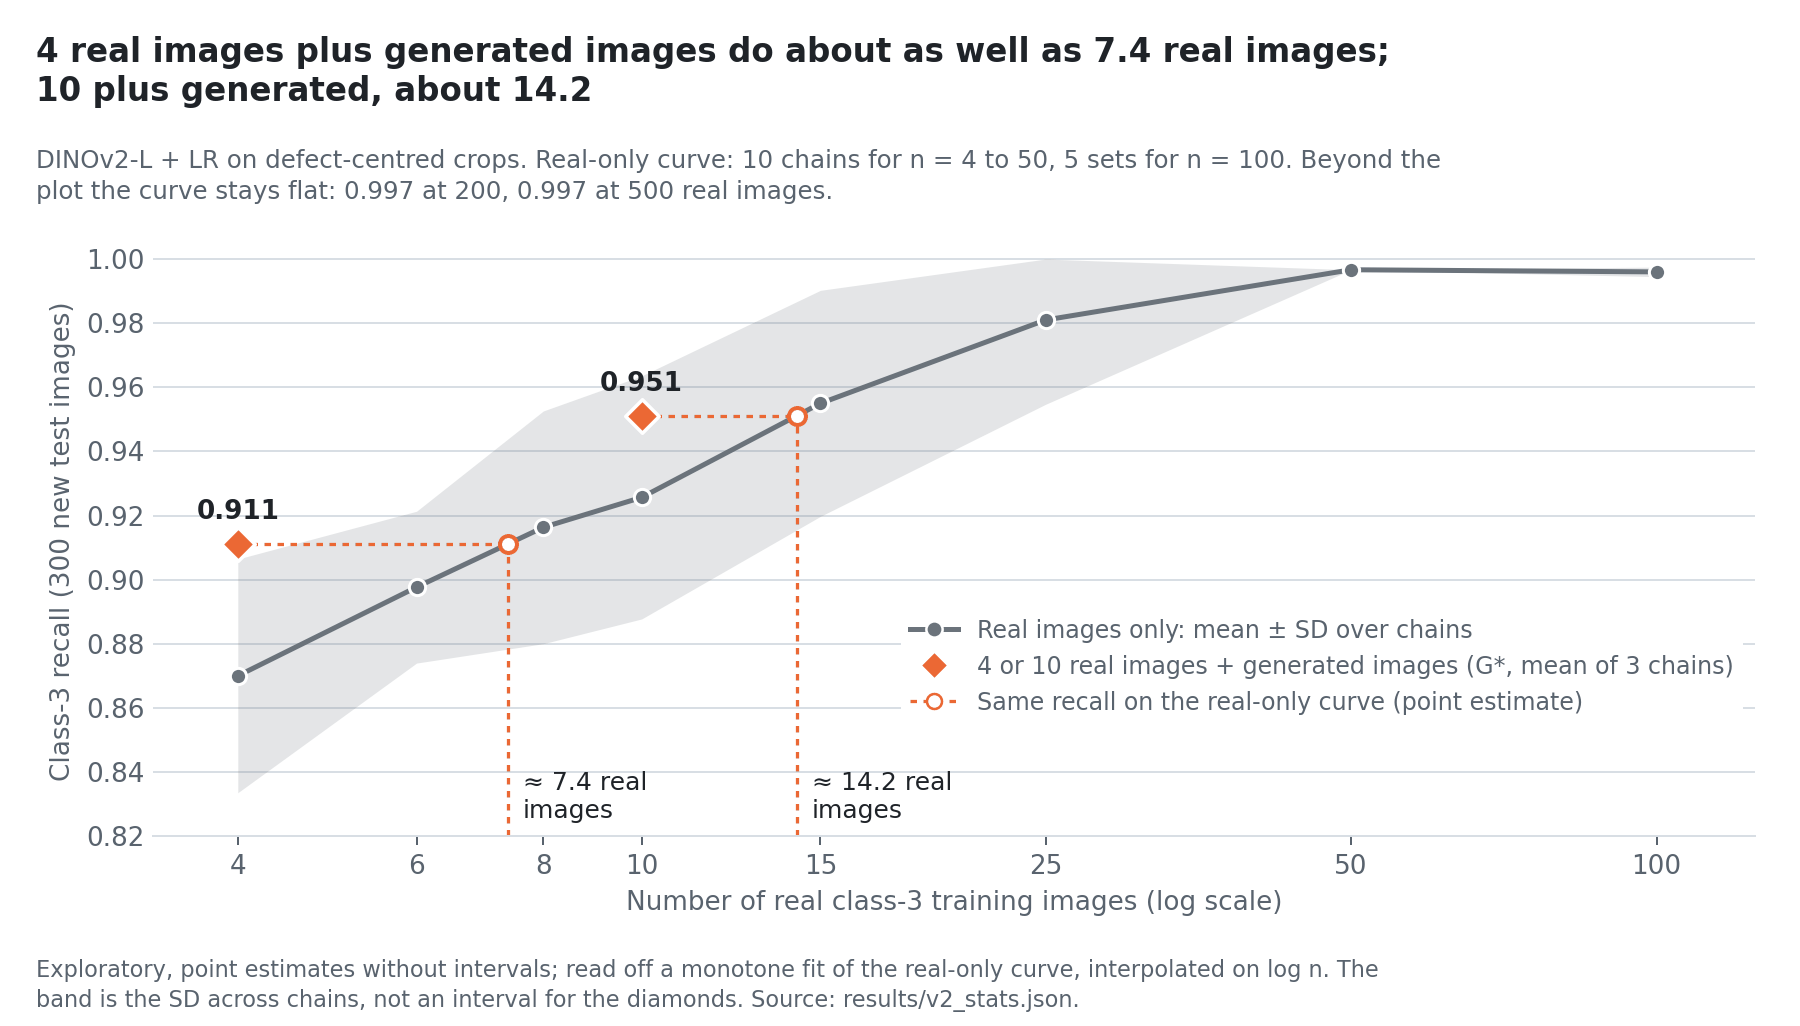 4 real images plus generated images do about as well as 7.4 real images;
10 plus generated, about 14.2
DINOv2-L + LR on defect-centred crops. Real-only curve: 10 chains for n = 4 to 50, 5 sets for n = 100. Beyond the
plot the curve stays flat: 0.997 at 200, 0.997 at 500 real images.
Class-3 recall (300 new test images)
1.00
0.98
0.96
0.94
0.92
0.90
0.88
0.86
0.84
0.82
0.951
0.911
Real images only: mean ± SD over chains
4 or 10 real images + generated images (G*, mean of 3 chains)
Same recall on the real-only curve (point estimate)
≈ 7.4 real
images
≈ 14.2 real
images
4 6 8 10 15 25 50 100
Number of real class-3 training images (log scale)
Exploratory, point estimates without intervals; read off a monotone fit of the real-only curve, interpolated on log n. The
band is the SD across chains, not an interval for the diamonds. Source: results/v2_stats.json.